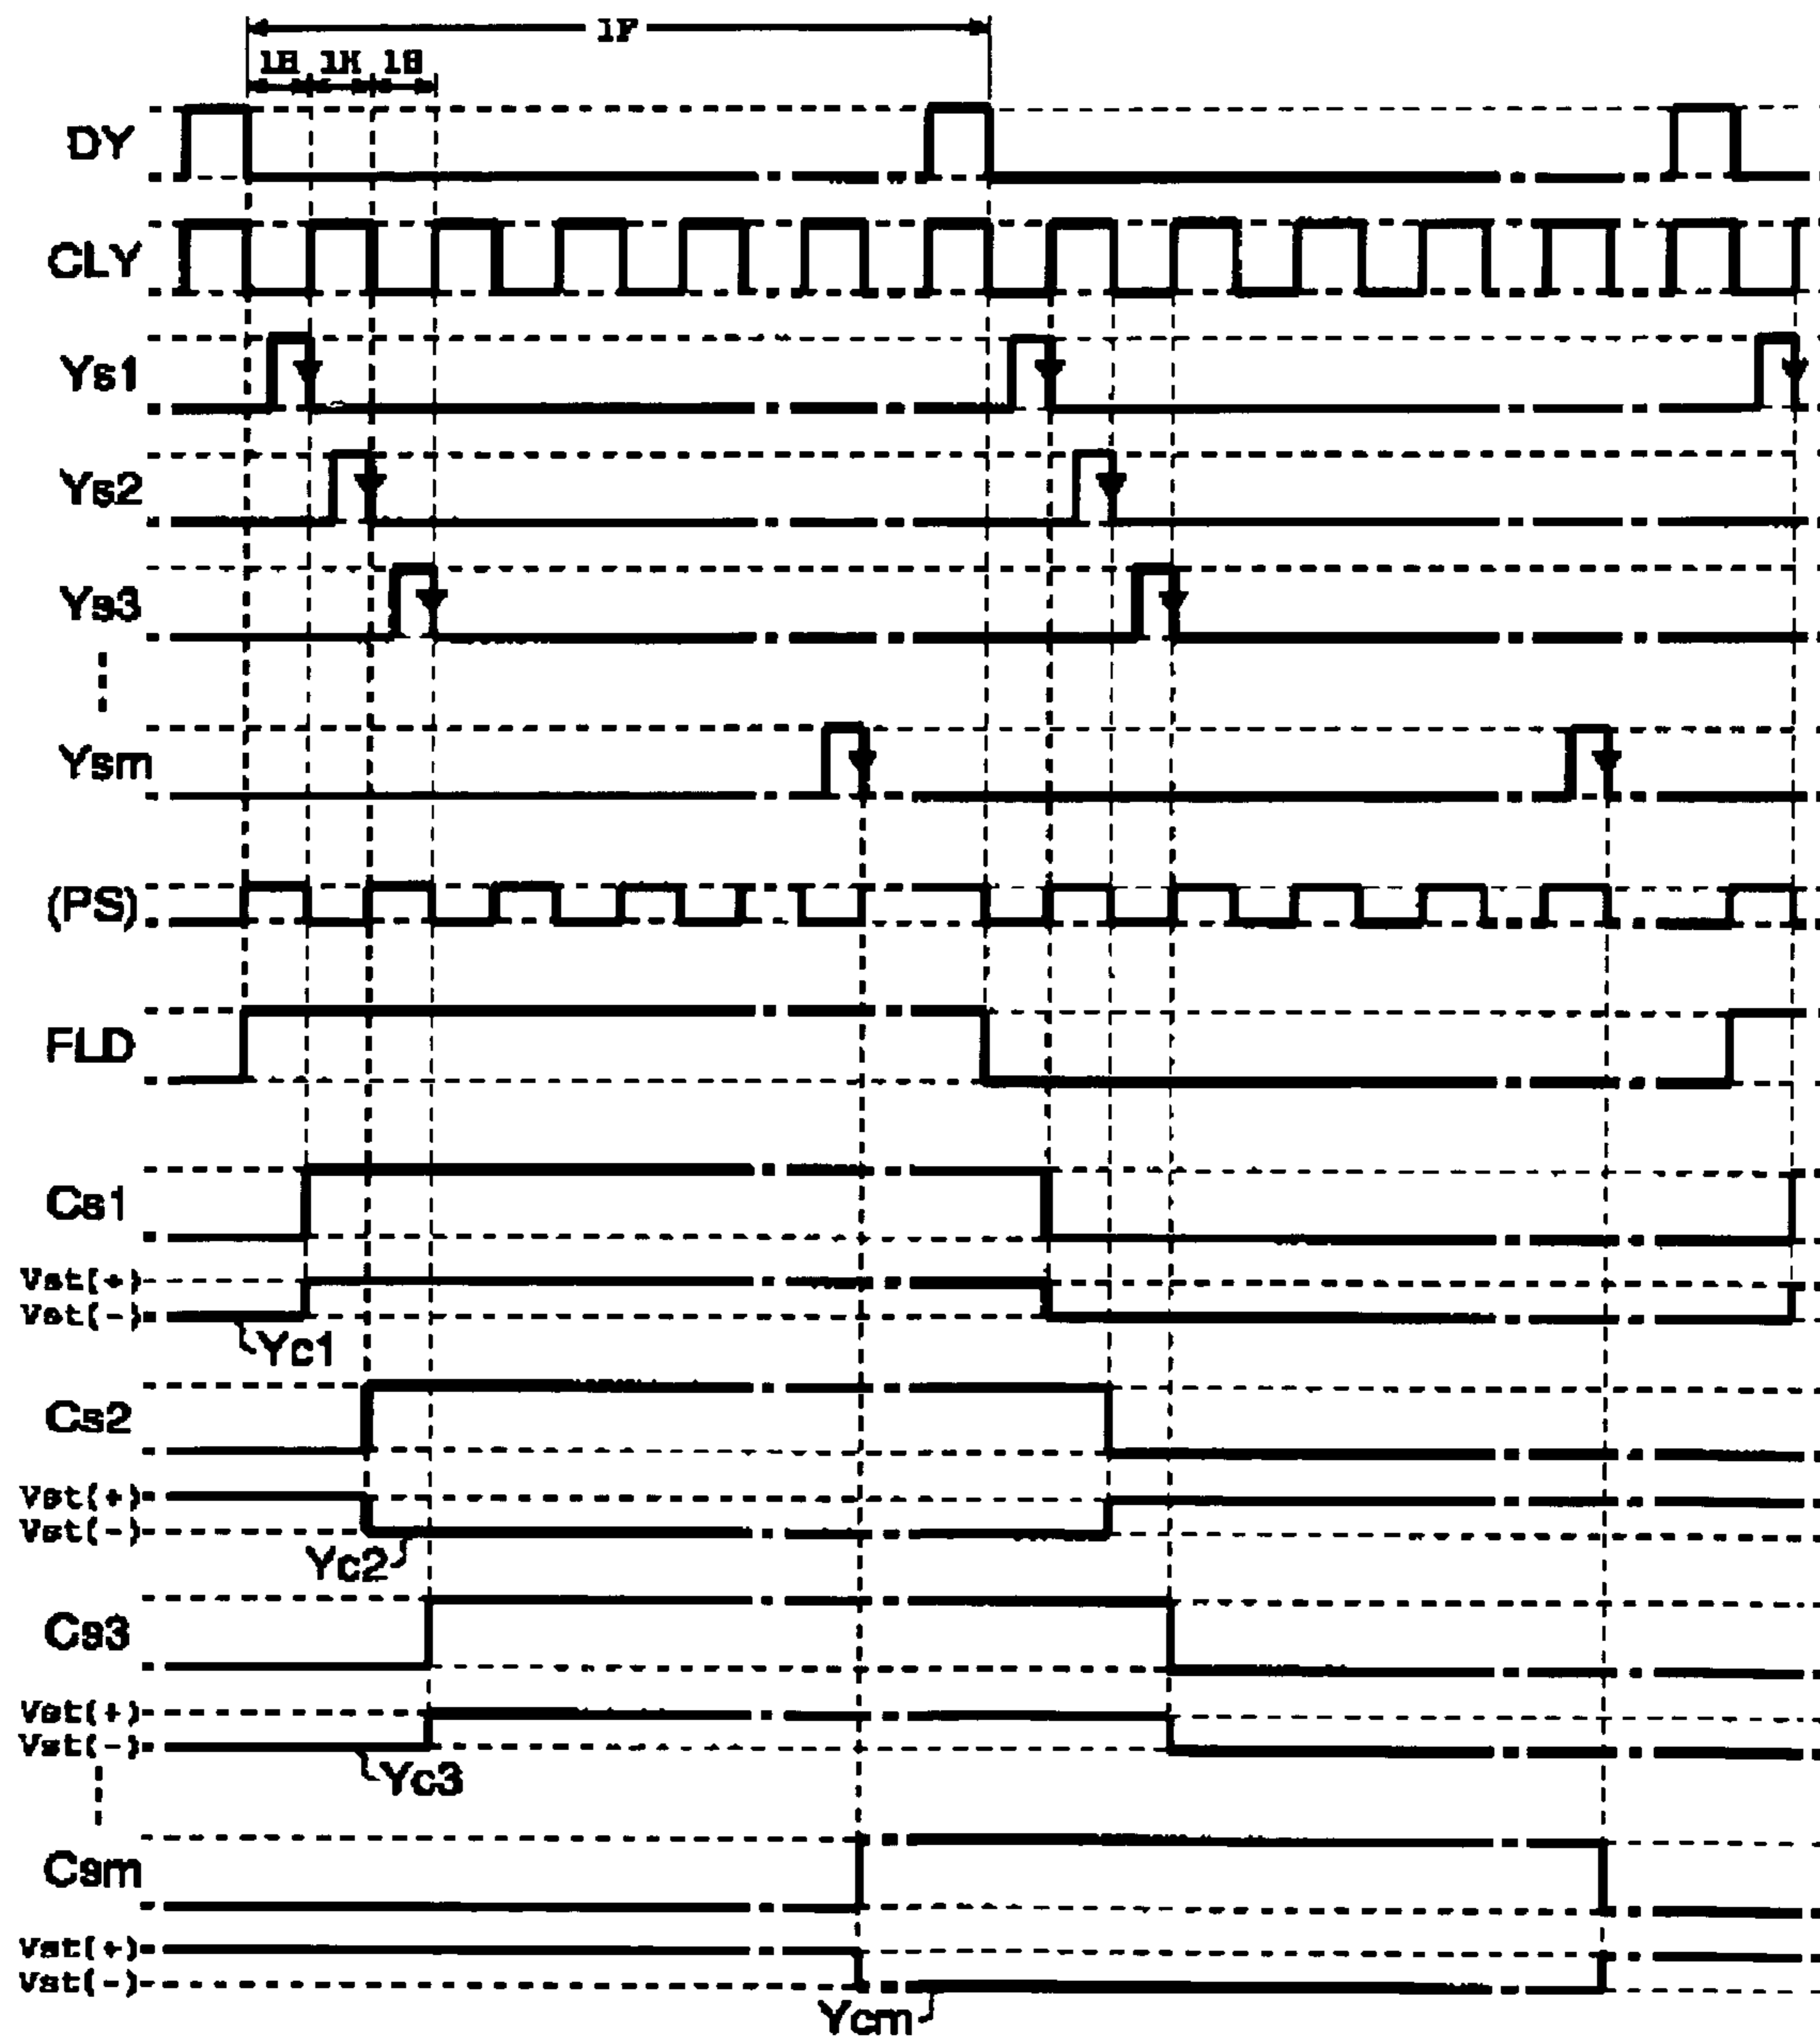 1F
1H 1H 1H
DY
CLY
Ys1
Ys2
Ys3
Ysm
(PS)
FLD
Cs1
Vst(+)
Vst(-)
Yc1
Cs2
Vst(+)
Vst(-)
Yc2
Cs3
Vst(+)
Vst(-)
Yc3
Csm
Vst(+)
Vst(-)
Ycm